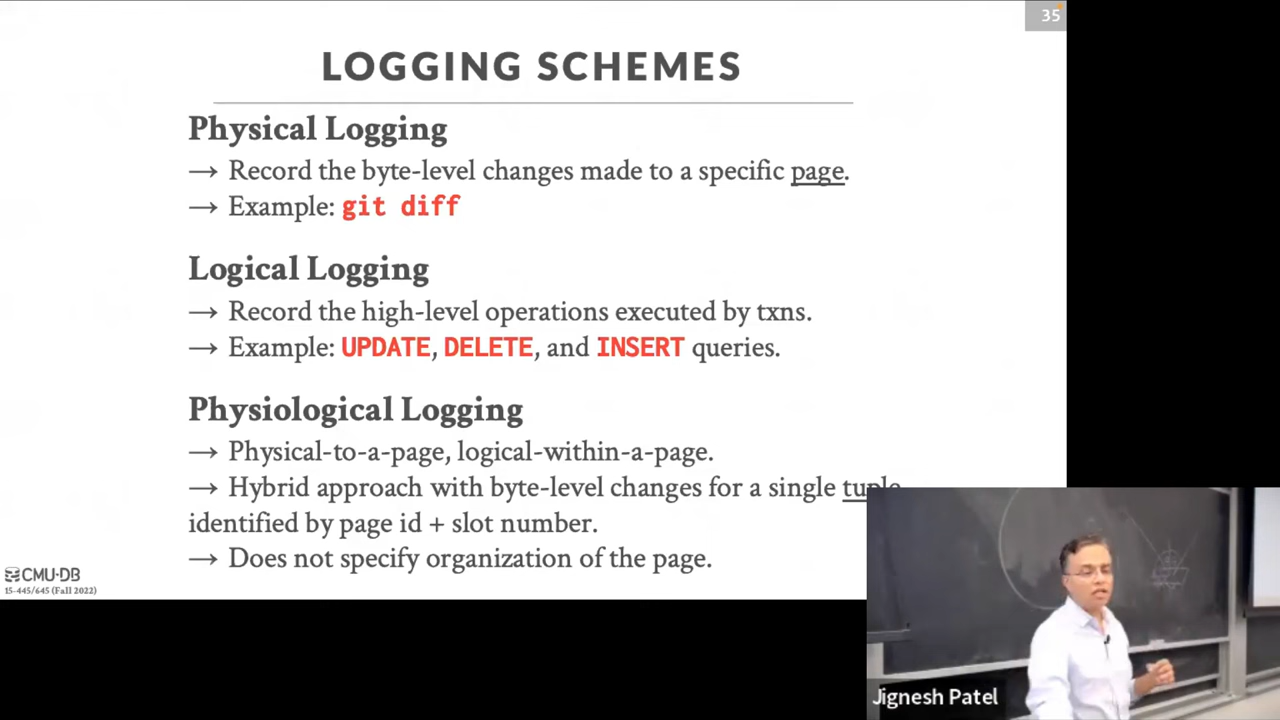 35
LOGGING SCHEMES
Physical Logging
→ Record the byte-level changes made to a specific page.
→ Example: git diff
Logical Logging
→ Record the high-level operations executed by txns.
→ Example: UPDATE, DELETE, and INSERT queries.
Physiological Logging
→ Physical-to-a-page, logical-within-a-page.
→ Hybrid approach with byte-level changes for a single tuple
identified by page id + slot number.
→ Does not specify organization of the page.
CMU·DB
15-445/645 (Fall 2022)
Jignesh Patel